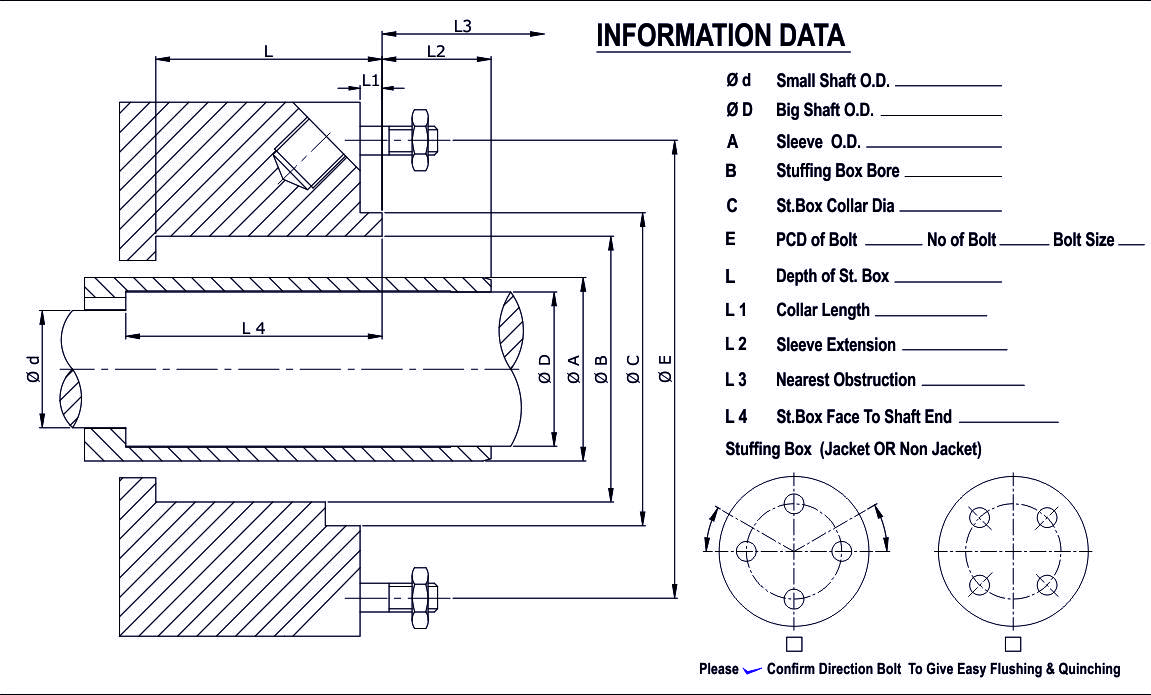 L3
INFORMATION DATA
L
L2
L1
Ø d Small Shaft O.D.
Ø D Big Shaft O.D.
A Sleeve O.D.
B Stuffing Box Bore
C St.Box Collar Dia
E PCD of Bolt No of Bolt Bolt Size
L Depth of St. Box
L 1 Collar Length
L 2 Sleeve Extension
L 3 Nearest Obstruction
L 4 St.Box Face To Shaft End
Stuffing Box (Jacket OR Non Jacket)
L 4
Ø d
Ø D
Ø A
Ø B
Ø C
Ø E
Please Confirm Direction Bolt To Give Easy Flushing & Quinching